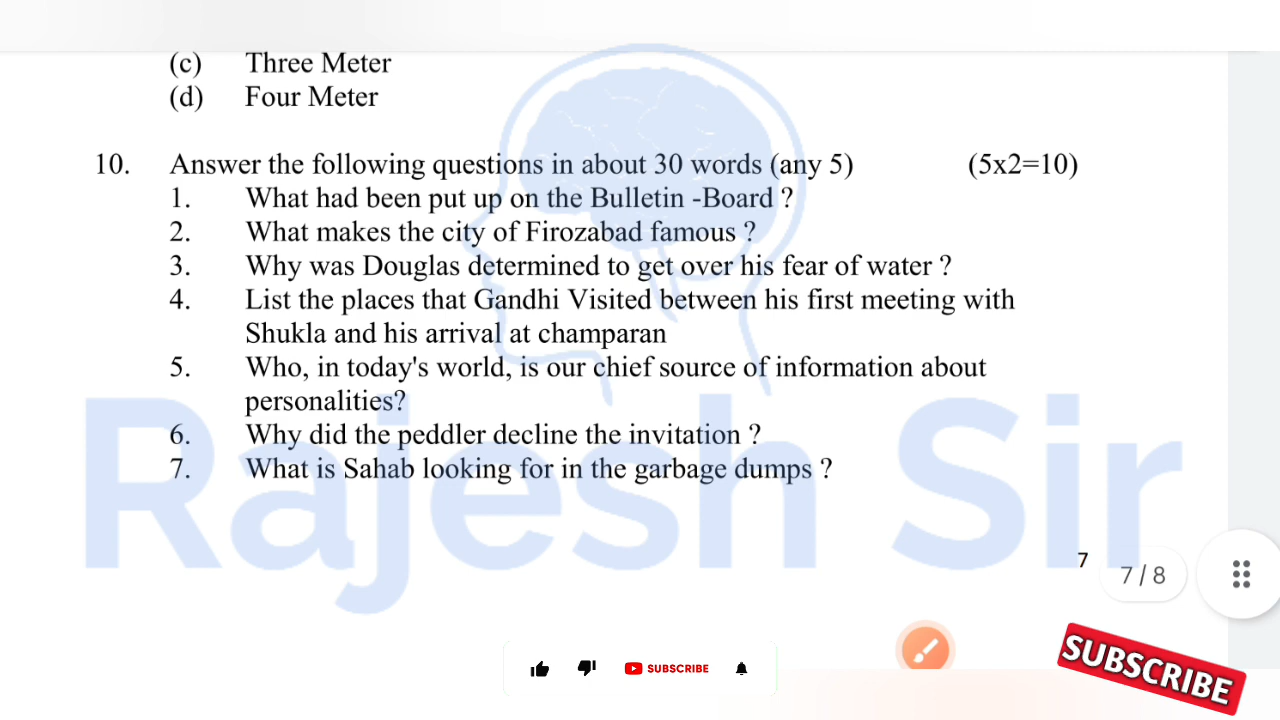 (c) Three Meter
(d) Four Meter
10. Answer the following questions in about 30 words (any 5) (5x2=10)
1. What had been put up on the Bulletin -Board ?
2. What makes the city of Firozabad famous ?
3. Why was Douglas determined to get over his fear of water ?
4. List the places that Gandhi Visited between his first meeting with
Shukla and his arrival at champaran
5. Who, in today's world, is our chief source of information about
personalities?
6. Why did the peddler decline the invitation ?
7. What is Sahab looking for in the garbage dumps ?
Rajesh Sir
7
7/8
SUBSCRIBE
SUBSCRIBE